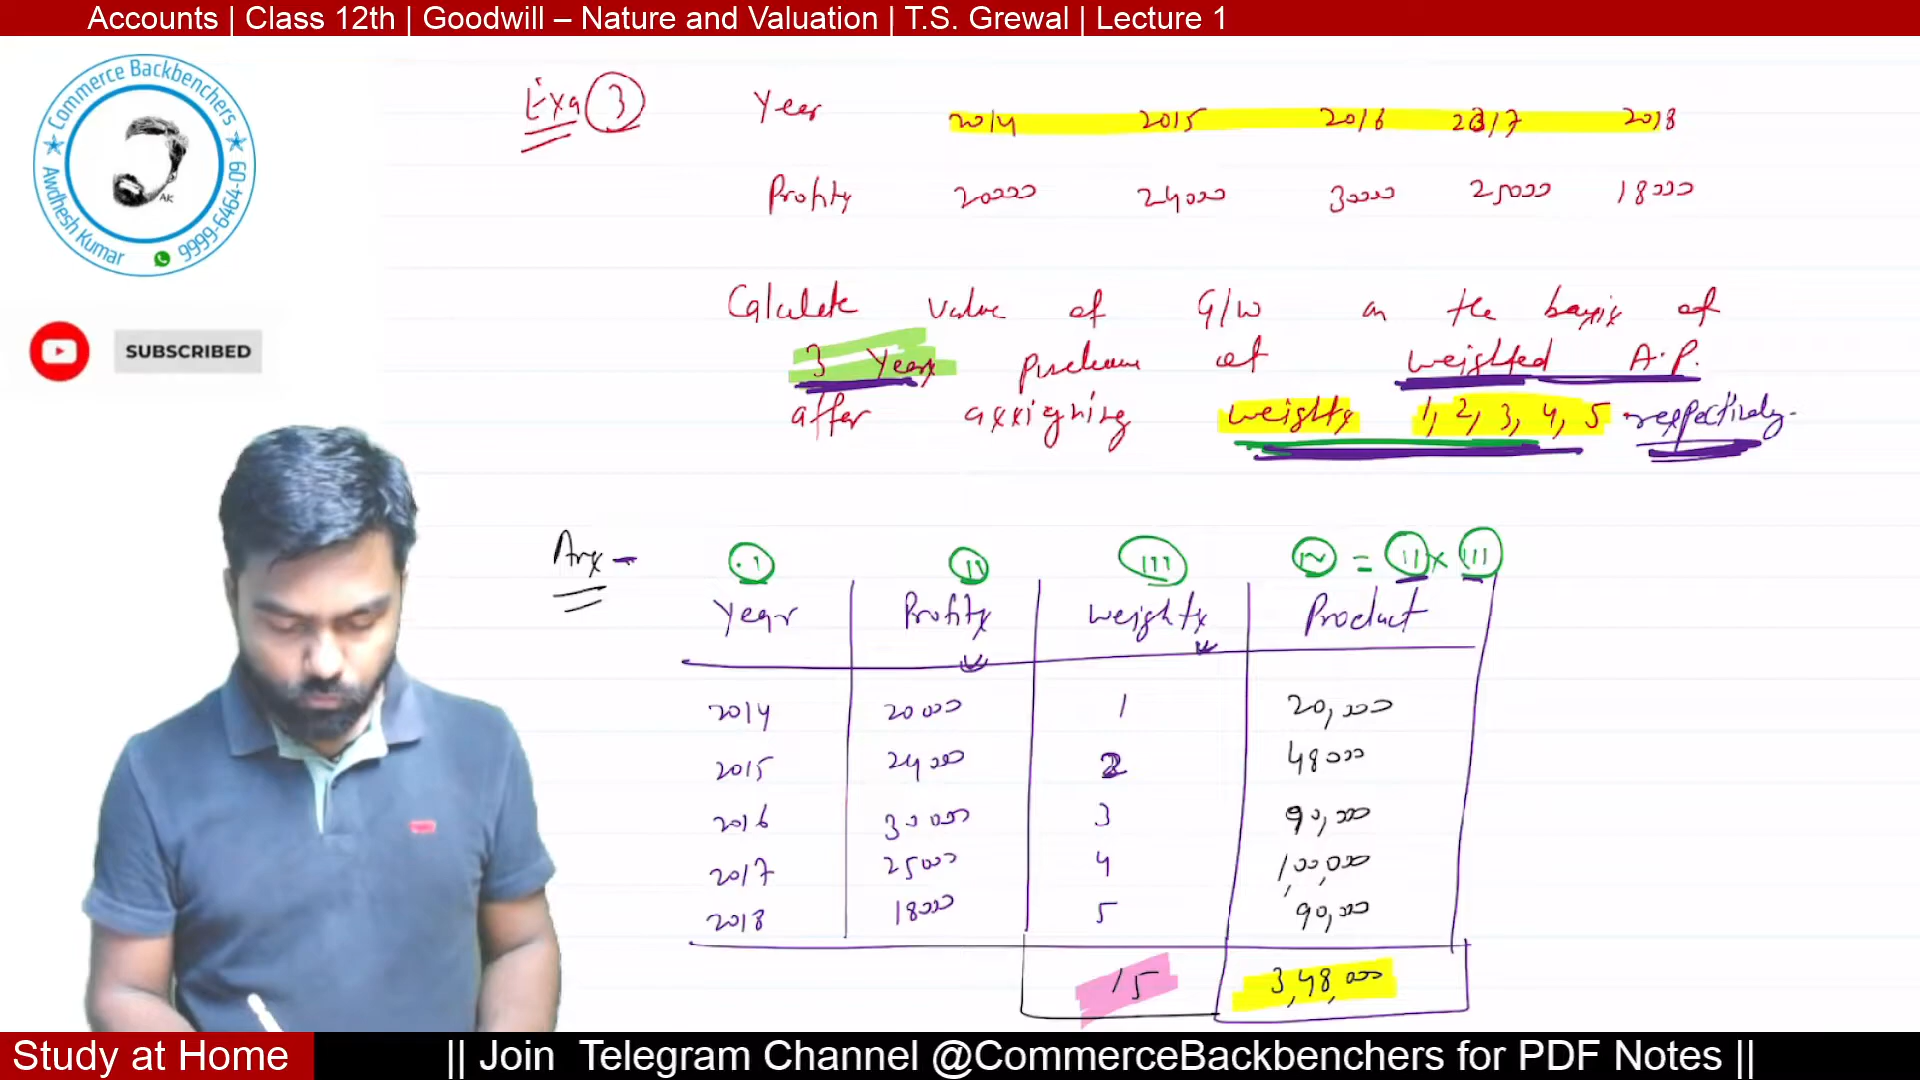 Accounts | Class 12th | Goodwill – Nature and Valuation | T.S. Grewal | Lecture 1
Commerce Backbenchers
AK
Awdhesh Kumar 9999-6464-09
SUBSCRIBED
Exa 3 Year 2014 2015 2016 2017 2018
Profits 20000 24000 30000 25000 18000
Calculate value of G/W on the basis of
3 Years purchase of weighted A.P.
after assigning weights 1, 2, 3, 4, 5 respectively.
Ans - I II III IV = II x III
Year Profits weights Product
2014 20000 1 20,000
2015 24000 2 48000
2016 30000 3 90,000
2017 25000 4 1,00,000
2018 18000 5 90,000
15 3,48,000
Study at Home || Join Telegram Channel @CommerceBackbenchers for PDF Notes ||